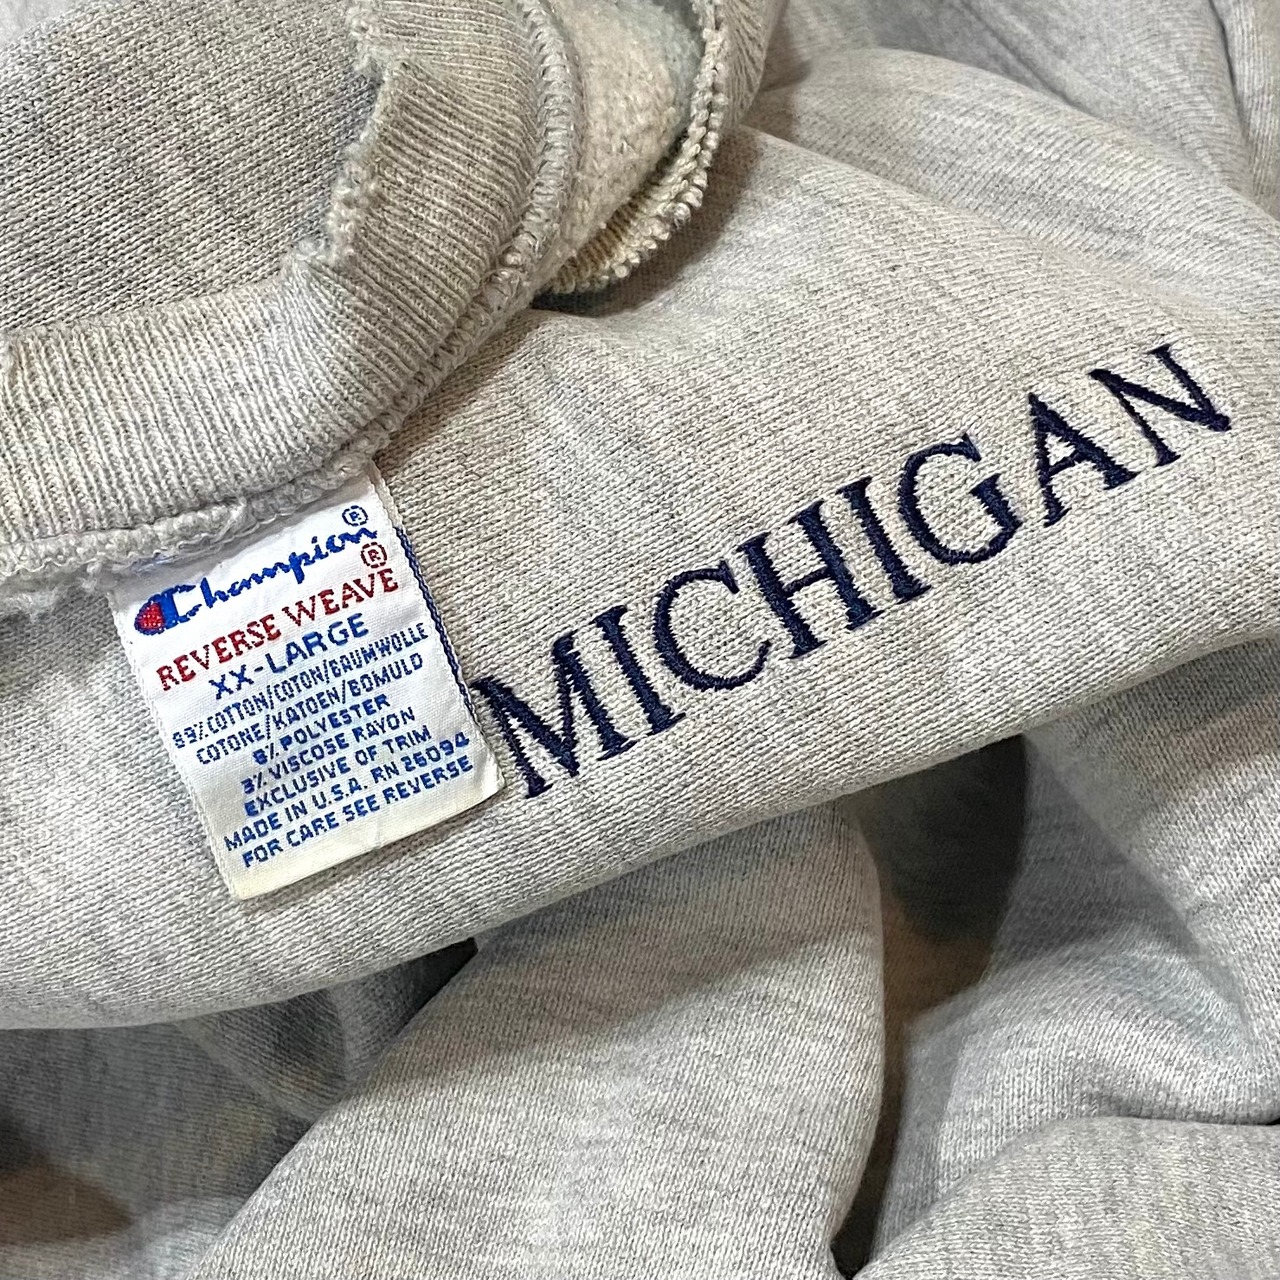 Champion®
REVERSE WEAVE®
XX-LARGE
89% COTTON/COTON/BAUMWOLLE
COTONE/KATOEN/BOMULD
8% POLYESTER
3% VISCOSE RAYON
EXCLUSIVE OF TRIM
MADE IN U.S.A. RN 26094
FOR CARE SEE REVERSE
MICHIGAN